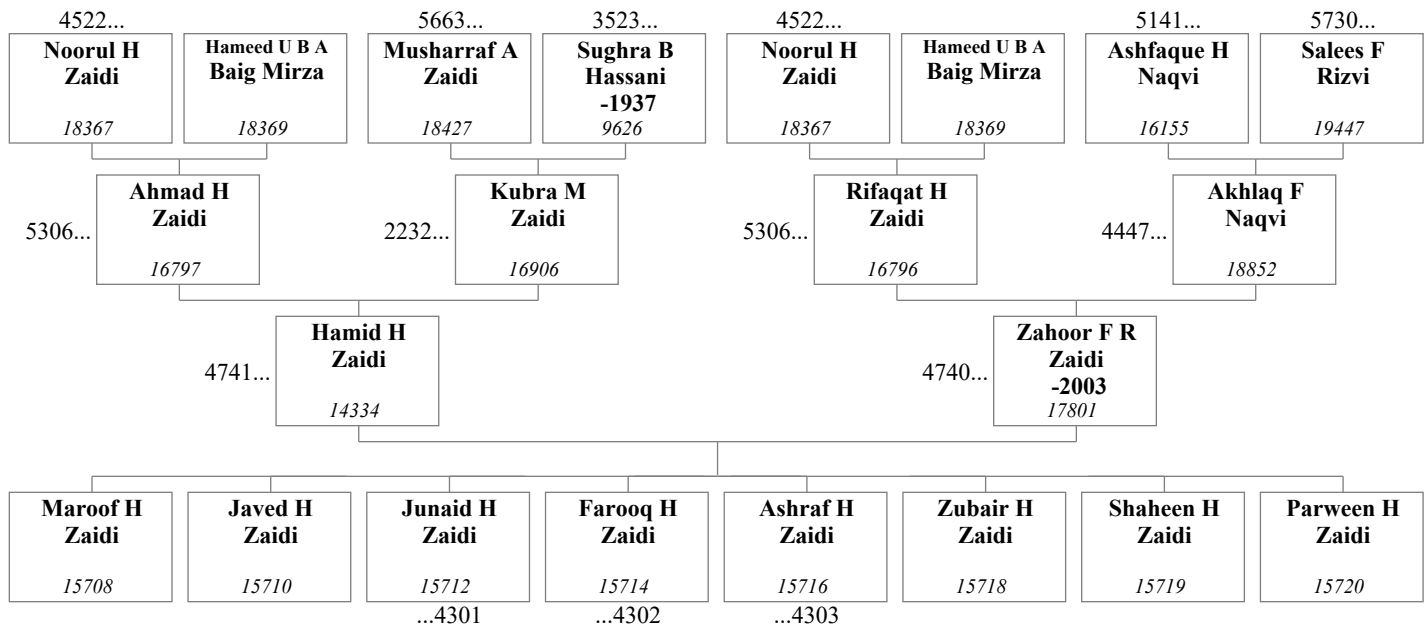 4522...
5663...
3523...
4522...
5141...
5730...
Noorul H
Zaidi
18367
Hameed U B A
Baig Mirza
18369
Musharraf A
Zaidi
18427
Sughra B
Hassani
-1937
9626
Noorul H
Zaidi
18367
Hameed U B A
Baig Mirza
18369
Ashfaque H
Naqvi
16155
Salees F
Rizvi
19447
5306...
Ahmad H
Zaidi
16797
2232...
Kubra M
Zaidi
16906
5306...
Rifaqat H
Zaidi
16796
4447...
Akhlaq F
Naqvi
18852
4741...
Hamid H
Zaidi
14334
4740...
Zahoor F R
Zaidi
-2003
17801
Maroof H
Zaidi
15708
Javed H
Zaidi
15710
Junaid H
Zaidi
15712
Farooq H
Zaidi
15714
Ashraf H
Zaidi
15716
Zubair H
Zaidi
15718
Shaheen H
Zaidi
15719
Parween H
Zaidi
15720
...4301
...4302
...4303